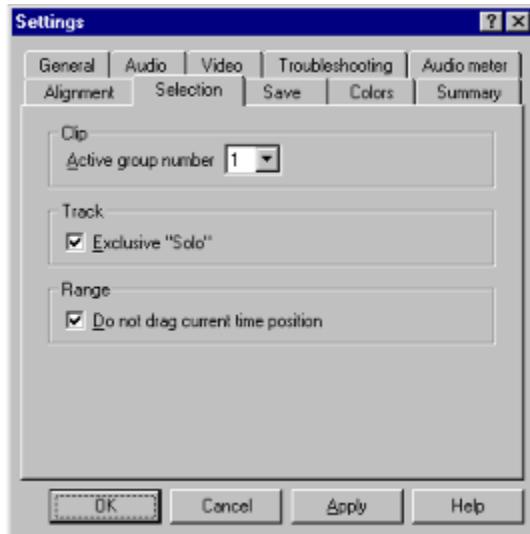 Settings
General Audio Video Troubleshooting Audio meter
Alignment Selection Save Colors Summary
Clip
Active group number 1
Track
Exclusive "Solo"
Range
Do not drag current time position
OK Cancel Apply Help